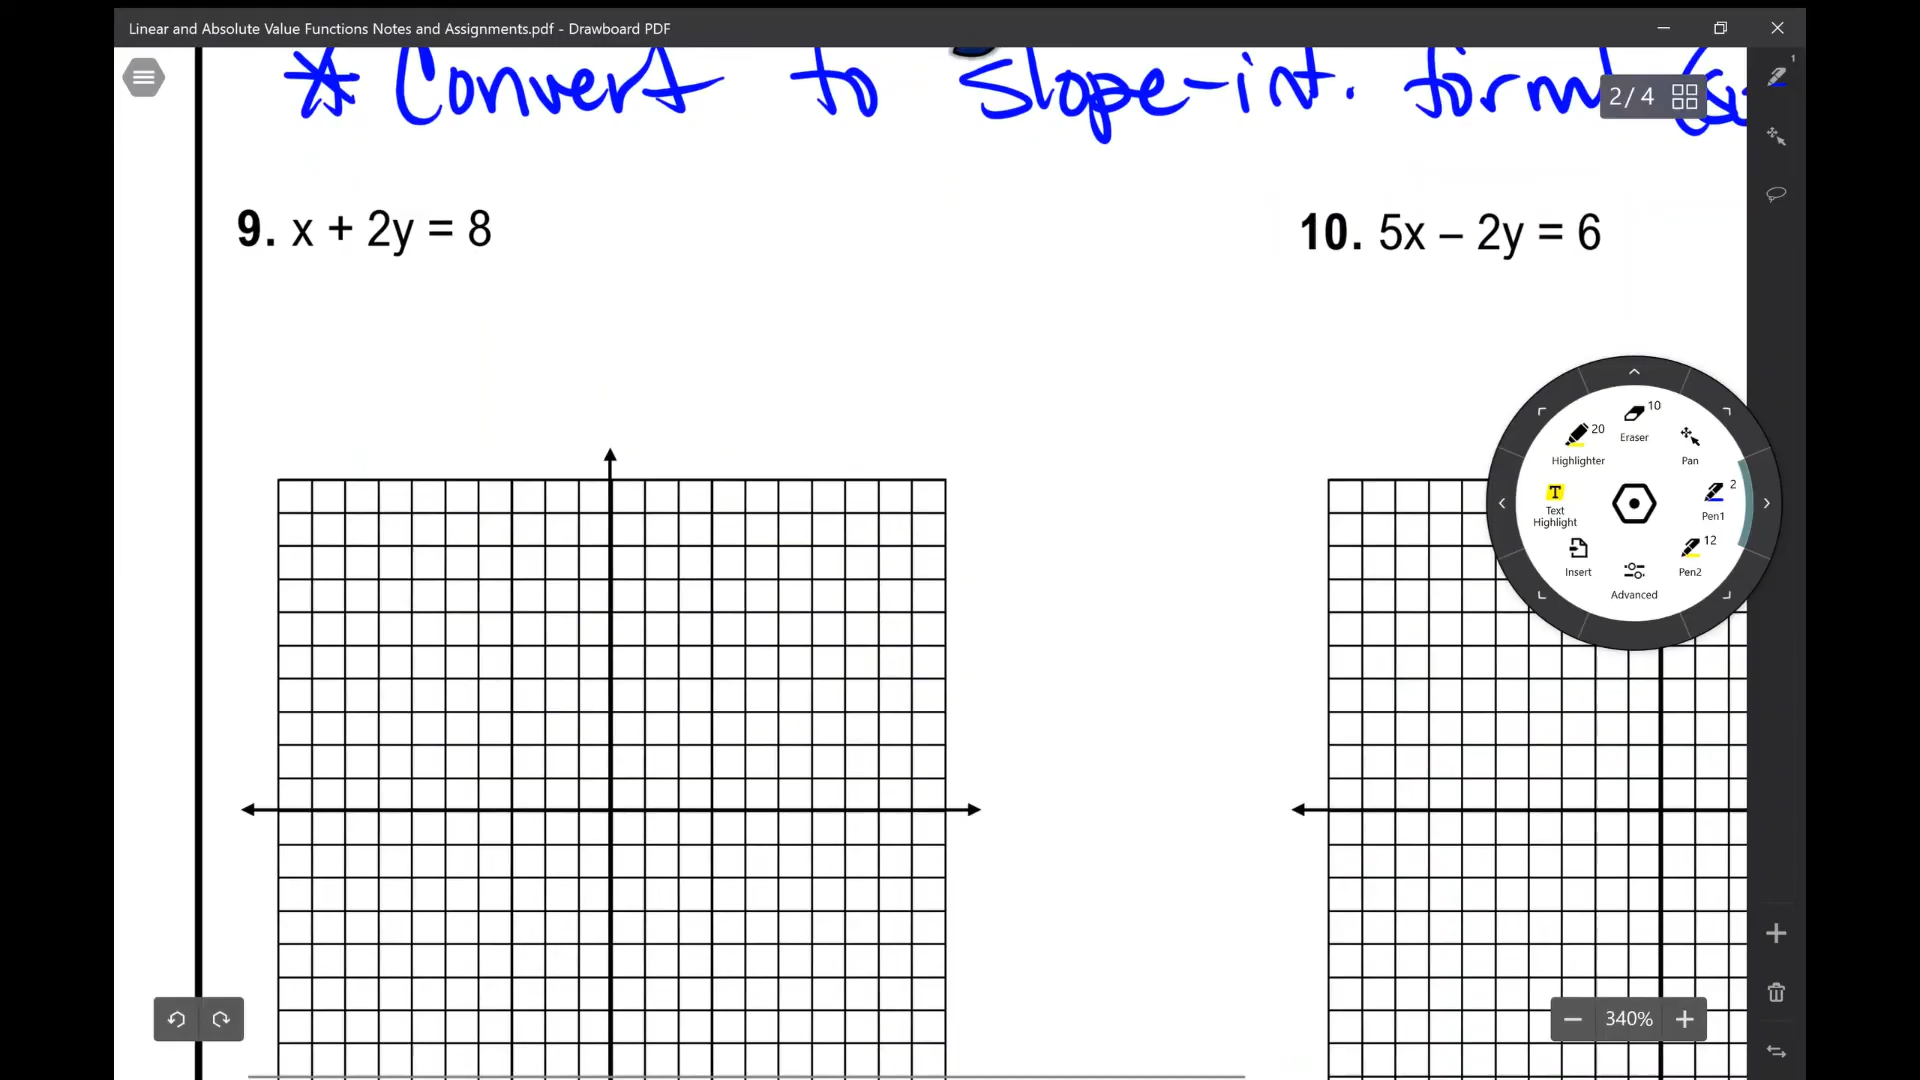 Linear and Absolute Value Functions Notes and Assignments.pdf - Drawboard PDF
1
* Convert to slope-int. form
2 / 4
9. x + 2y = 8
10. 5x – 2y = 6
10
Eraser
20
Highlighter
Pan
T
Text
Highlight
2
Pen1
Insert
12
Pen2
Advanced
340%